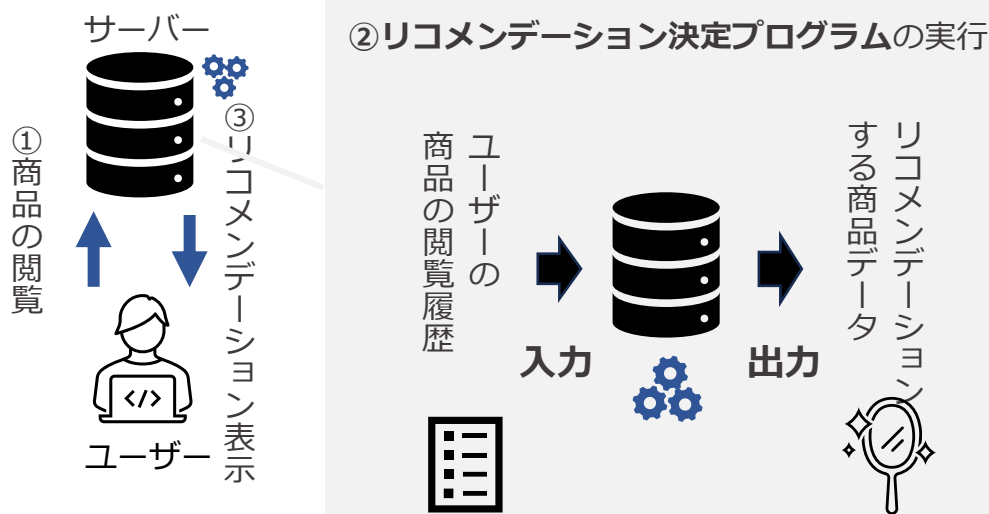 サーバー
①商品の閲覧
③リコメンデーション表示
</>
ユーザー
②リコメンデーション決定プログラムの実行
ユーザーの
商品の閲覧履歴
入力
出力
リコメンデーション
する商品データ